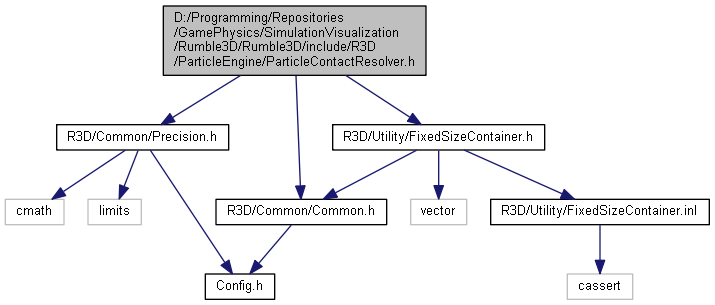 D:/Programming/Repositories
/GamePhysics/SimulationVisualization
/Rumble3D/Rumble3D/include/R3D
/ParticleEngine/ParticleContactResolver.h
R3D/Common/Precision.h
R3D/Utility/FixedSizeContainer.h
cmath
limits
R3D/Common/Common.h
vector
R3D/Utility/FixedSizeContainer.inl
Config.h
cassert